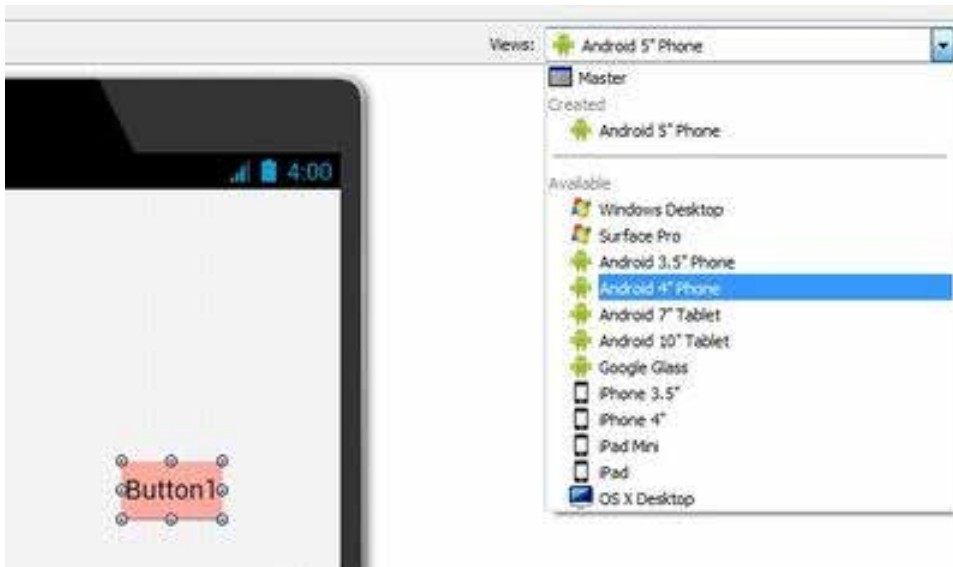 Views: Android 5" Phone
Master
Created
Android 5" Phone
Available
Windows Desktop
Surface Pro
Android 3.5" Phone
Android 4" Phone
Android 7" Tablet
Android 10" Tablet
Google Glass
iPhone 3.5"
iPhone 4"
iPad Mini
iPad
OS X Desktop
4:00
Button1